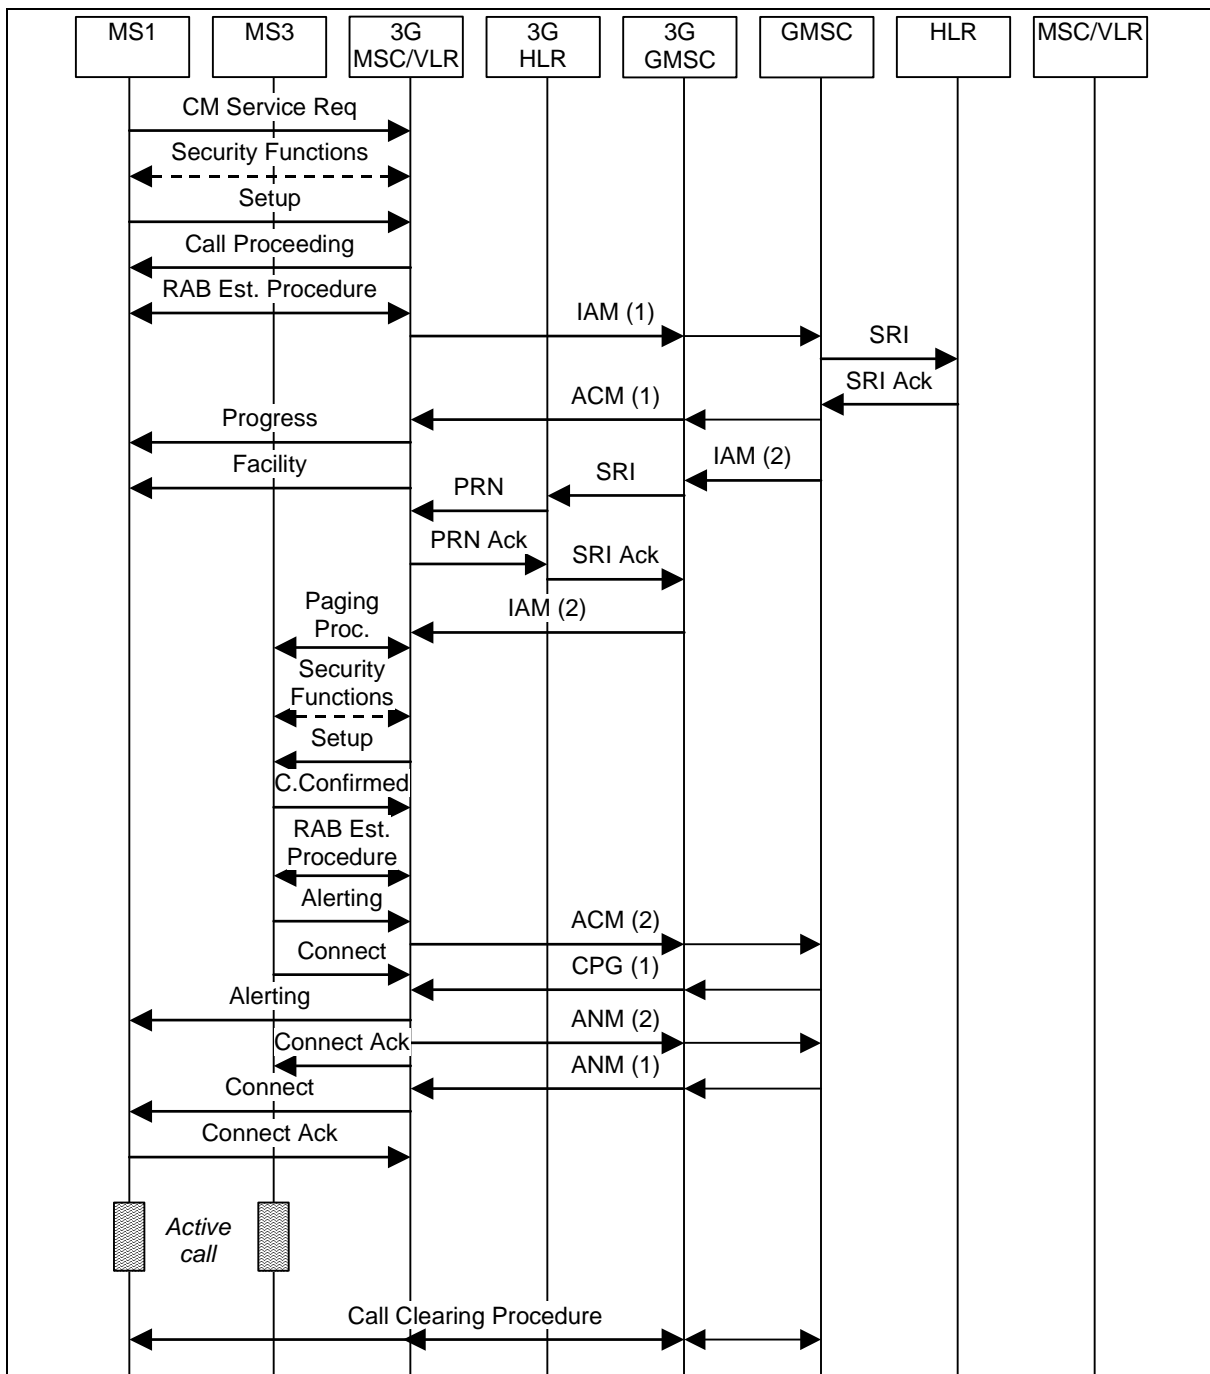 MS1
MS3
3G
MSC/VLR
3G
HLR
3G
GMSC
GMSC
HLR
MSC/VLR
CM Service Req
Security Functions
Setup
Call Proceeding
RAB Est. Procedure
IAM (1)
SRI
SRI Ack
ACM (1)
Progress
IAM (2)
Facility
SRI
PRN
PRN Ack
SRI Ack
Paging
Proc.
IAM (2)
Security
Functions
Setup
C.Confirmed
RAB Est.
Procedure
Alerting
ACM (2)
Connect
CPG (1)
Alerting
ANM (2)
Connect Ack
ANM (1)
Connect
Connect Ack
Active
call
Call Clearing Procedure